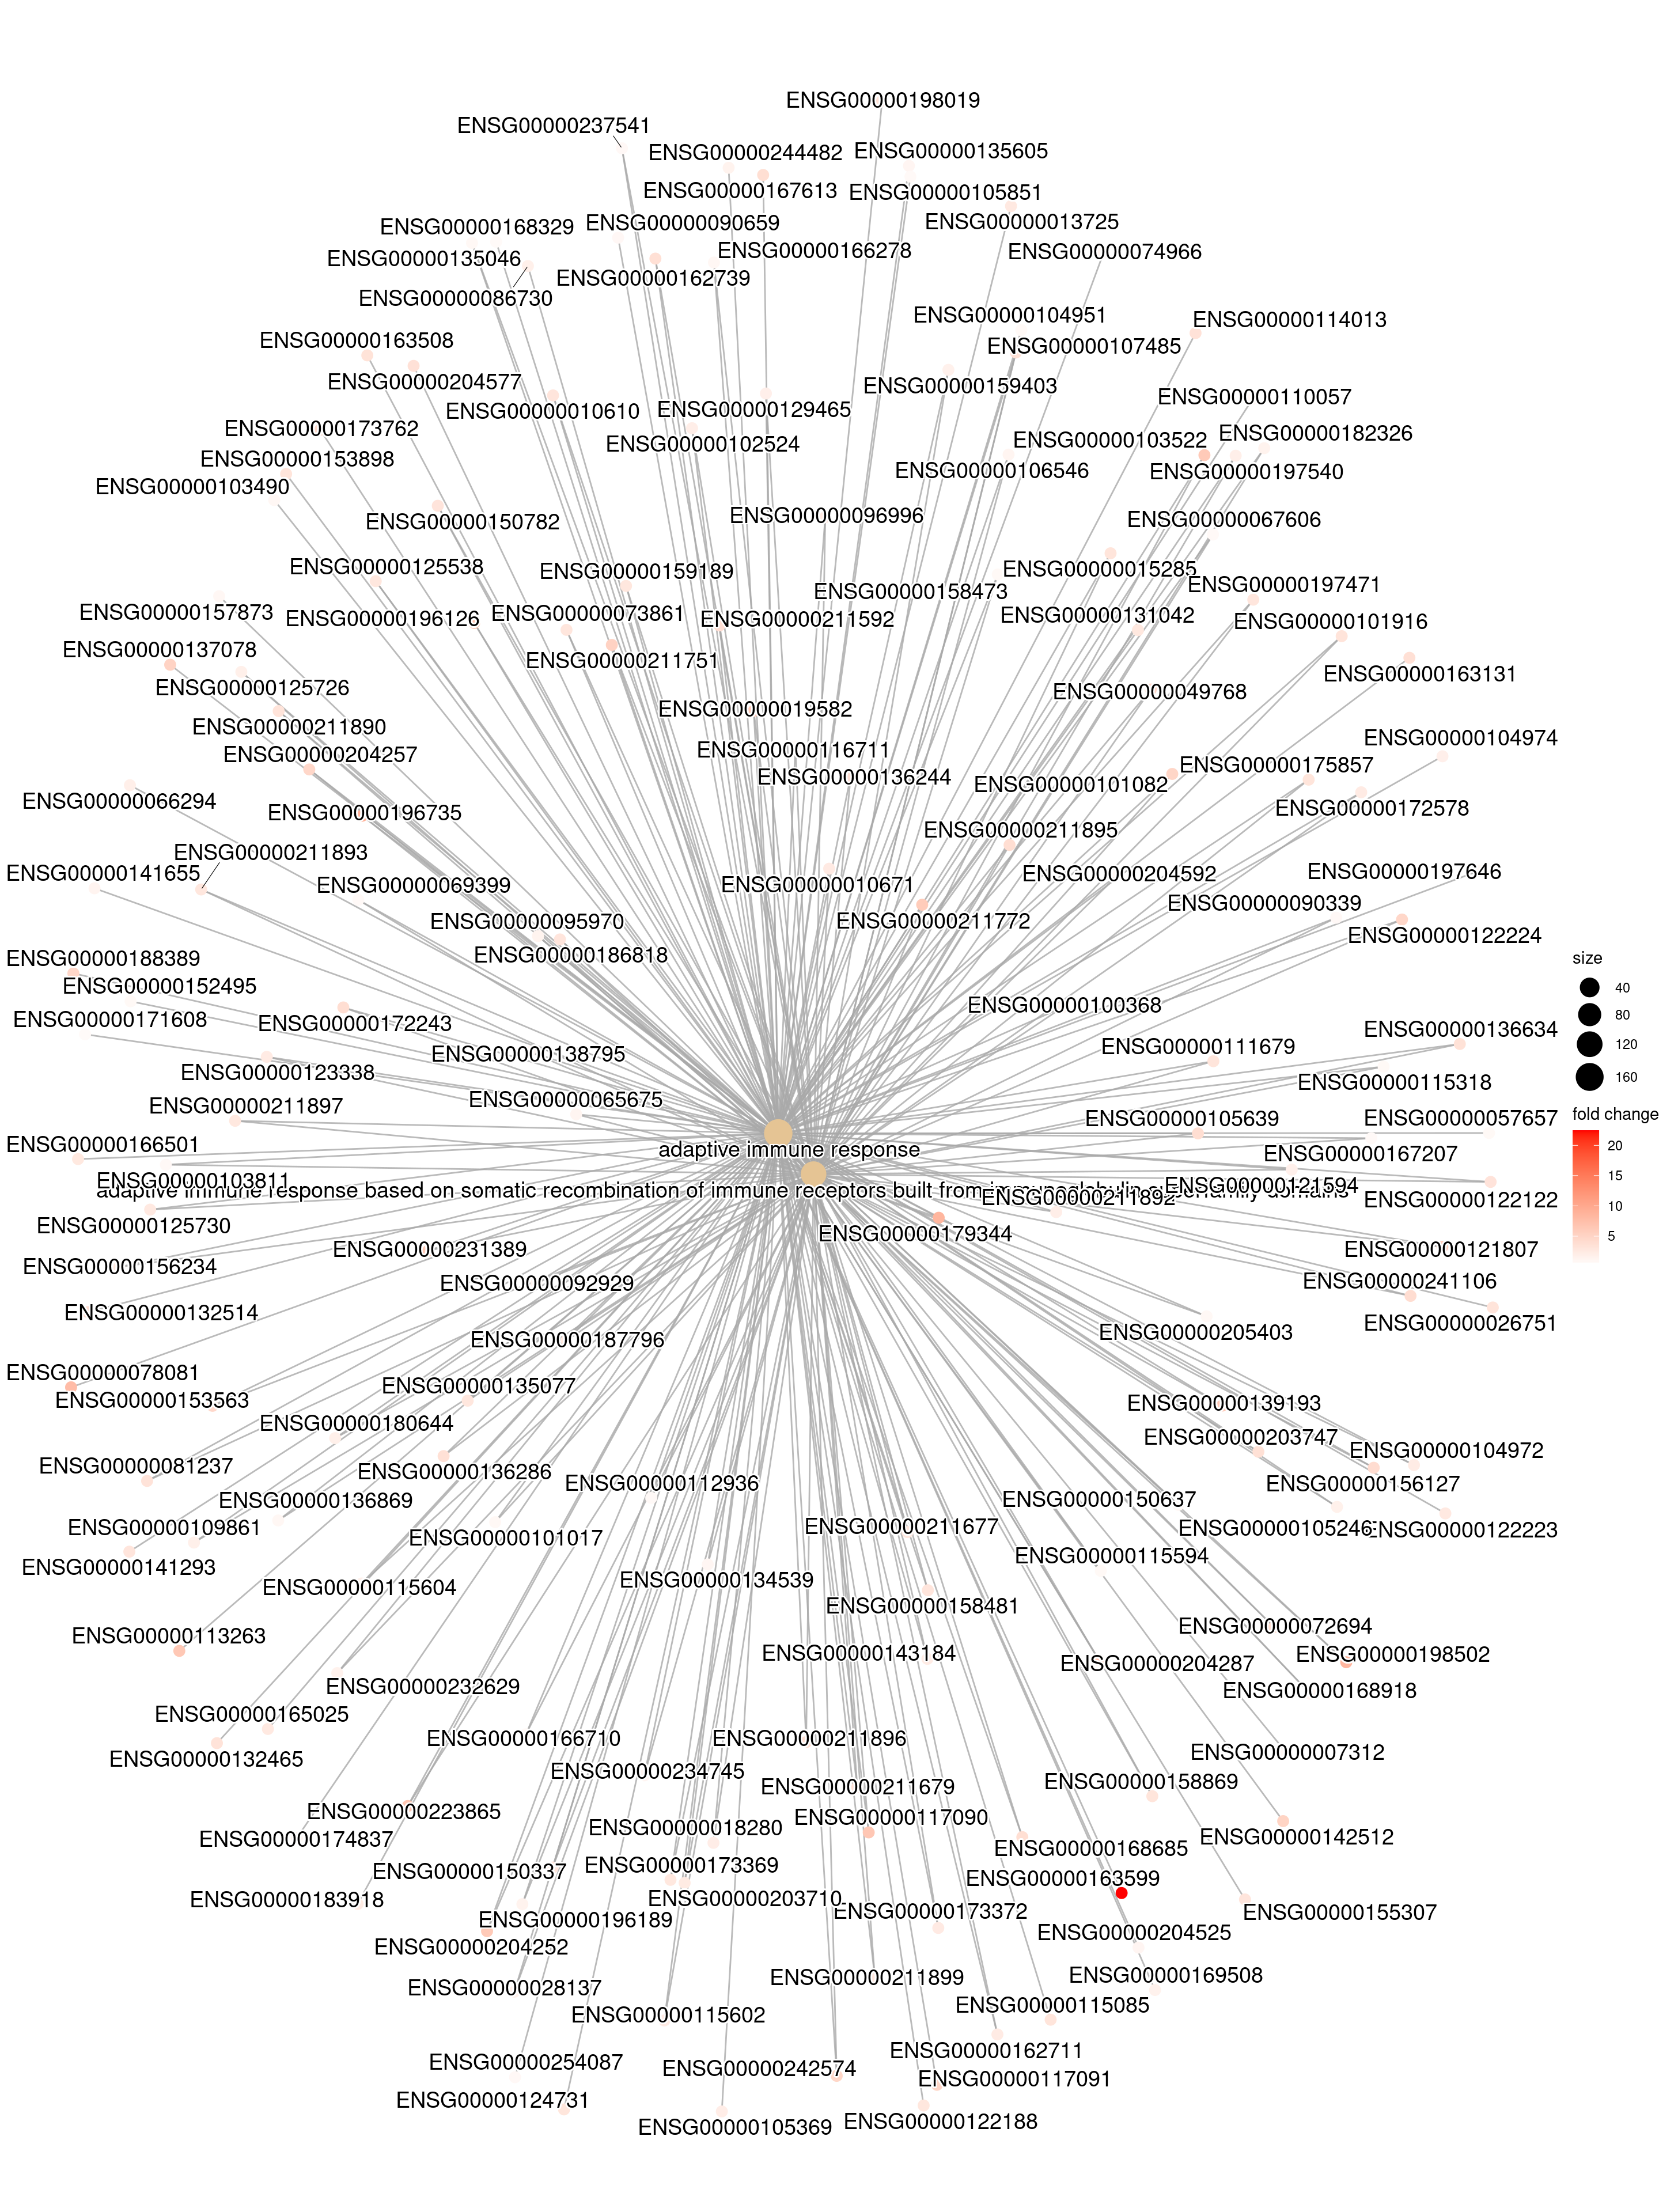 ENSG00000198019
ENSG00000237541
ENSG00000244482
ENSG00000135605
ENSG00000167613
ENSG00000105851
ENSG00000168329
ENSG00000090659
ENSG00000013725
ENSG00000135046
ENSG00000166278
ENSG00000074966
ENSG00000162739
ENSG00000086730
ENSG00000104951
ENSG00000114013
ENSG00000163508
ENSG00000107485
ENSG00000204577
ENSG00000159403
ENSG00000010610
ENSG00000129465
ENSG00000110057
ENSG00000173762
ENSG00000102524
ENSG00000103522
ENSG00000182326
ENSG00000153898
ENSG00000106546
ENSG00000197540
ENSG00000103490
ENSG00000150782
ENSG00000096996
ENSG00000067606
ENSG00000125538
ENSG00000159189
ENSG00000015285
ENSG00000197471
ENSG00000157873
ENSG00000196126
ENSG00000073861
ENSG00000211592
ENSG00000158473
ENSG00000131042
ENSG00000101916
ENSG00000137078
ENSG00000211751
ENSG00000163131
ENSG00000125726
ENSG00000049768
ENSG00000211890
ENSG00000019582
ENSG00000204257
ENSG00000116711
ENSG00000104974
ENSG00000136244
ENSG00000101082
ENSG00000175857
ENSG00000066294
ENSG00000196735
ENSG00000172578
ENSG00000211895
ENSG00000211893
ENSG00000141655
ENSG00000069399
ENSG00000010671
ENSG00000204592
ENSG00000197646
ENSG00000095970
ENSG00000211772
ENSG00000090339
ENSG00000186818
ENSG00000122224
ENSG00000188389
ENSG00000152495
ENSG00000171608
ENSG00000172243
ENSG00000100368
ENSG00000138795
ENSG00000111679
ENSG00000136634
ENSG00000123338
ENSG00000115318
ENSG00000211897
ENSG00000065675
ENSG00000105639
ENSG00000057657
ENSG00000166501
adaptive immune response
ENSG00000167207
ENSG00000103811
adaptive immune response based on somatic recombination of immune receptors built from immunoglobulin superfamily domains
ENSG00000211892
ENSG00000121594
ENSG00000122122
ENSG00000125730
ENSG00000179344
ENSG00000231389
ENSG00000121807
ENSG00000156234
ENSG00000092929
ENSG00000241106
ENSG00000132514
ENSG00000026751
ENSG00000187796
ENSG00000205403
ENSG00000078081
ENSG00000153563
ENSG00000135077
ENSG00000139193
ENSG00000180644
ENSG00000203747
ENSG00000104972
ENSG00000081237
ENSG00000136286
ENSG00000112936
ENSG00000156127
ENSG00000136869
ENSG00000150637
ENSG00000109861
ENSG00000101017
ENSG00000211677
ENSG00000105246
ENSG00000122223
ENSG00000141293
ENSG00000115594
ENSG00000115604
ENSG00000134539
ENSG00000158481
ENSG00000113263
ENSG00000072694
ENSG00000143184
ENSG00000204287
ENSG00000198502
ENSG00000232629
ENSG00000168918
ENSG00000165025
ENSG00000166710
ENSG00000211896
ENSG00000132465
ENSG00000234745
ENSG00000007312
ENSG00000211679
ENSG00000158869
ENSG00000223865
ENSG00000018280
ENSG00000117090
ENSG00000174837
ENSG00000168685
ENSG00000142512
ENSG00000150337
ENSG00000173369
ENSG00000163599
ENSG00000183918
ENSG00000203710
ENSG00000196189
ENSG00000173372
ENSG00000155307
ENSG00000204252
ENSG00000204525
ENSG00000028137
ENSG00000211899
ENSG00000169508
ENSG00000115602
ENSG00000115085
ENSG00000254087
ENSG00000242574
ENSG00000162711
ENSG00000124731
ENSG00000117091
ENSG00000105369
ENSG00000122188
size
40
80
120
160
fold change
20
15
10
5